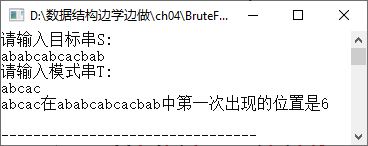 D:\数据结构边学边做\ch04\BruteF...
请输入目标串S:
ababcabcacbab
请输入模式串T:
abcac
abcac在ababcabcacbab中第一次出现的位置是6
--------------------------------